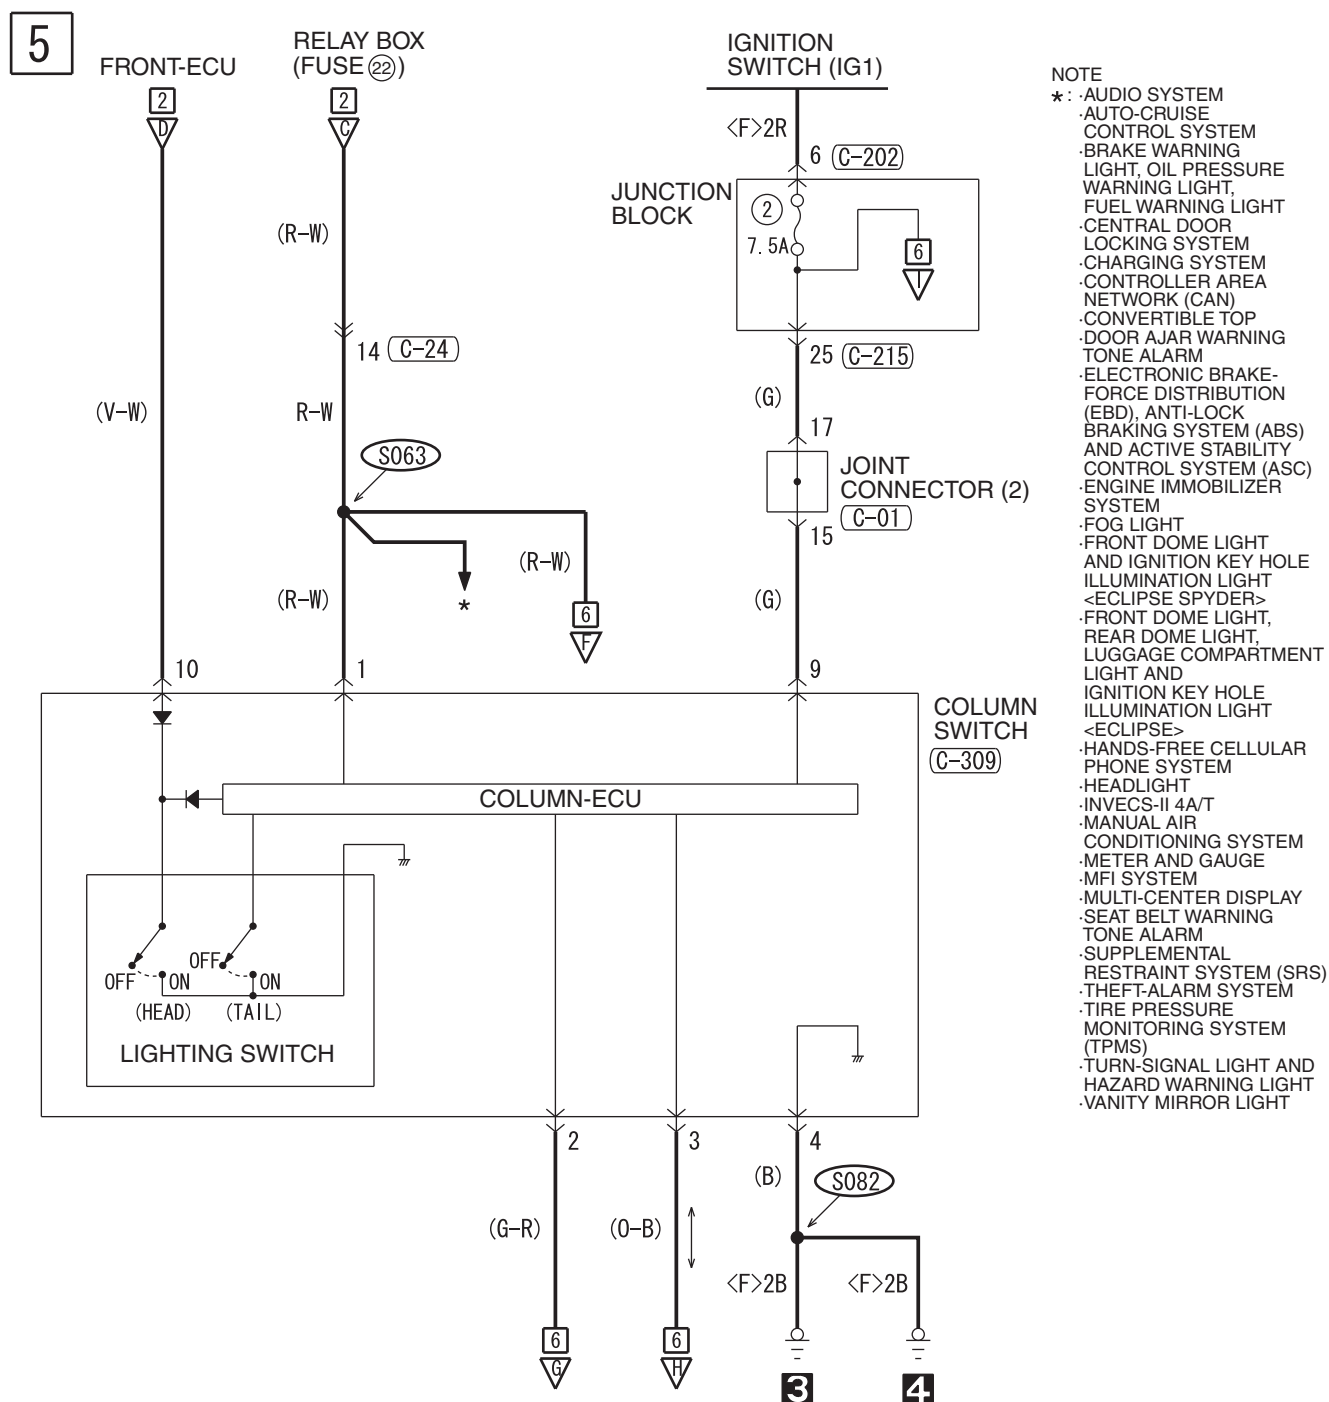 5
FRONT-ECU
RELAY BOX
(FUSE 22)
IGNITION
SWITCH (IG1)
2
D
2
C
<F>2R
6 (C-202)
JUNCTION
BLOCK
2
7.5A
6
I
(R-W)
14 (C-24)
25 (C-215)
(V-W)
R-W
(G)
17
S063
JOINT
CONNECTOR (2)
(C-01)
15
(R-W)
*
(R-W)
6
F
(G)
10
1
9
COLUMN
SWITCH
(C-309)
COLUMN-ECU
OFF
ON
(HEAD)
OFF
ON
(TAIL)
LIGHTING SWITCH
2
3
4
(G-R)
(O-B)
(B)
S082
<F>2B
<F>2B
6
G
6
H
3
4
NOTE
*: ·AUDIO SYSTEM
·AUTO-CRUISE
CONTROL SYSTEM
·BRAKE WARNING
LIGHT, OIL PRESSURE
WARNING LIGHT,
FUEL WARNING LIGHT
·CENTRAL DOOR
LOCKING SYSTEM
·CHARGING SYSTEM
·CONTROLLER AREA
NETWORK (CAN)
·CONVERTIBLE TOP
·DOOR AJAR WARNING
TONE ALARM
·ELECTRONIC BRAKE-
FORCE DISTRIBUTION
(EBD), ANTI-LOCK
BRAKING SYSTEM (ABS)
AND ACTIVE STABILITY
CONTROL SYSTEM (ASC)
·ENGINE IMMOBILIZER
SYSTEM
·FOG LIGHT
·FRONT DOME LIGHT
AND IGNITION KEY HOLE
ILLUMINATION LIGHT
<ECLIPSE SPYDER>
·FRONT DOME LIGHT,
REAR DOME LIGHT,
LUGGAGE COMPARTMENT
LIGHT AND
IGNITION KEY HOLE
ILLUMINATION LIGHT
<ECLIPSE>
·HANDS-FREE CELLULAR
PHONE SYSTEM
·HEADLIGHT
·INVECS-II 4A/T
·MANUAL AIR
CONDITIONING SYSTEM
·METER AND GAUGE
·MFI SYSTEM
·MULTI-CENTER DISPLAY
·SEAT BELT WARNING
TONE ALARM
·SUPPLEMENTAL
RESTRAINT SYSTEM (SRS)
·THEFT-ALARM SYSTEM
·TIRE PRESSURE
MONITORING SYSTEM
(TPMS)
·TURN-SIGNAL LIGHT AND
HAZARD WARNING LIGHT
·VANITY MIRROR LIGHT